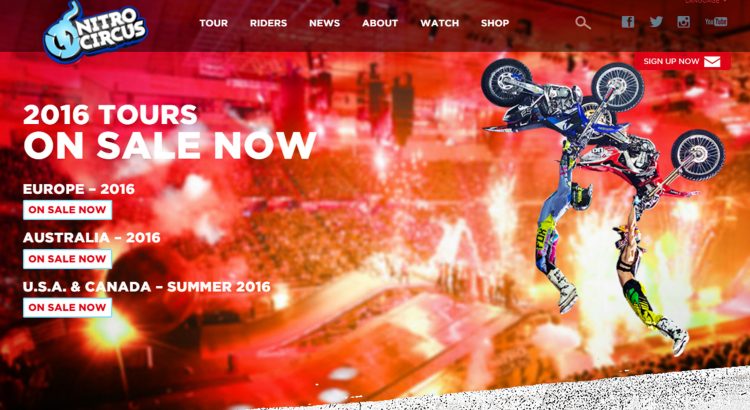 LANGUAGE
NITRO
CIRCUS
TOUR RIDERS NEWS ABOUT WATCH SHOP
You Tube
SIGN UP NOW
2016 TOURS
ON SALE NOW
EUROPE – 2016
ON SALE NOW
AUSTRALIA – 2016
ON SALE NOW
U.S.A. & CANADA – SUMMER 2016
ON SALE NOW
FOX